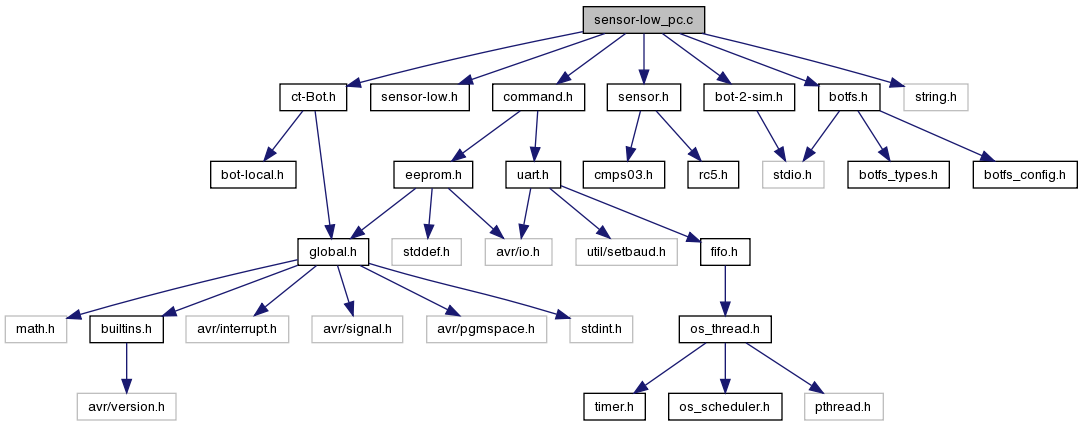 sensor-low_pc.c
ct-Bot.h
sensor-low.h
command.h
sensor.h
bot-2-sim.h
botfs.h
string.h
bot-local.h
eeprom.h
uart.h
cmps03.h
rc5.h
stdio.h
botfs_types.h
botfs_config.h
global.h
stddef.h
avr/io.h
util/setbaud.h
fifo.h
math.h
builtins.h
avr/interrupt.h
avr/signal.h
avr/pgmspace.h
stdint.h
os_thread.h
avr/version.h
timer.h
os_scheduler.h
pthread.h